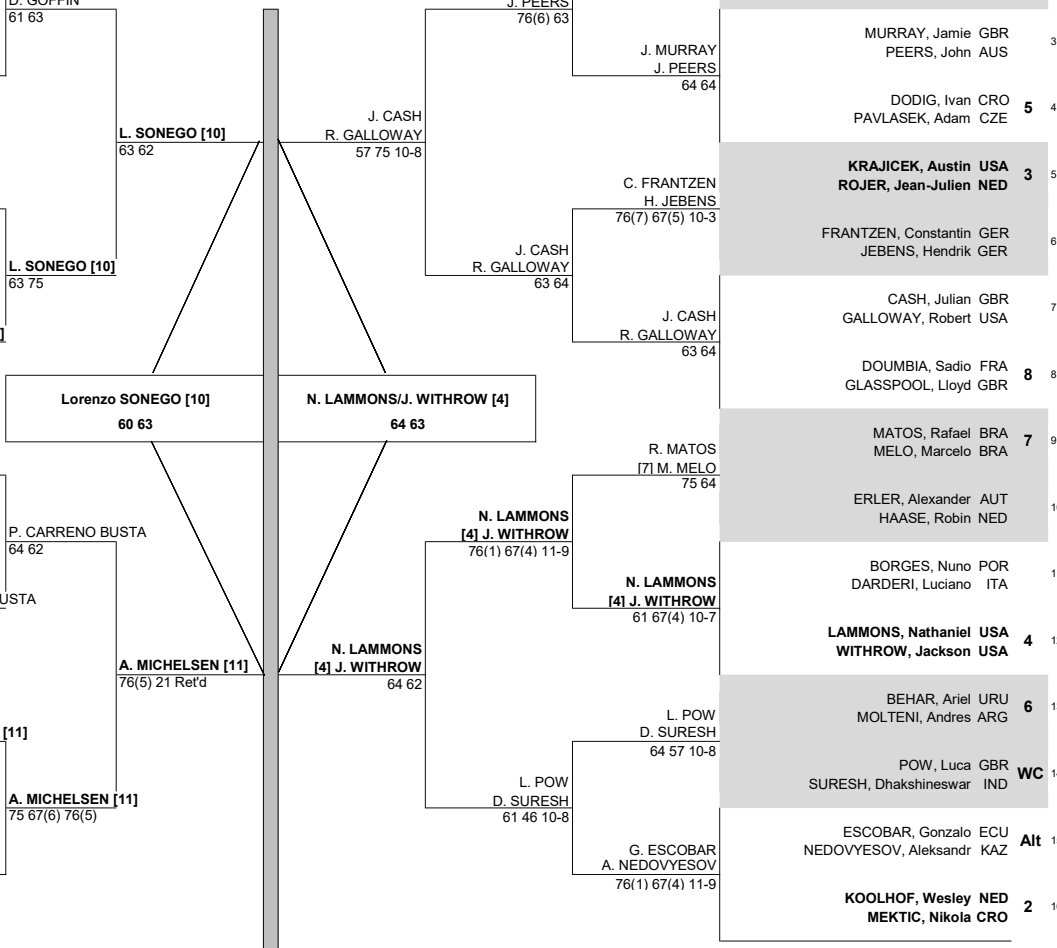 D. GOFFIN
61 63
L. SONEGO [10]
63 62
L. SONEGO [10]
63 75
]
Lorenzo SONEGO [10]
60 63
P. CARRENO BUSTA
64 62
USTA
A. MICHELSEN [11]
76(5) 21 Ret'd
[11]
A. MICHELSEN [11]
75 67(6) 76(5)
J. PEERS
76(6) 63
J. CASH
R. GALLOWAY
57 75 10-8
J. CASH
R. GALLOWAY
63 64
N. LAMMONS/J. WITHROW [4]
64 63
N. LAMMONS
[4] J. WITHROW
76(1) 67(4) 11-9
N. LAMMONS
[4] J. WITHROW
64 62
L. POW
D. SURESH
61 46 10-8
J. MURRAY
J. PEERS
64 64
C. FRANTZEN
H. JEBENS
76(7) 67(5) 10-3
J. CASH
R. GALLOWAY
63 64
R. MATOS
[7] M. MELO
75 64
N. LAMMONS
[4] J. WITHROW
61 67(4) 10-7
L. POW
D. SURESH
64 57 10-8
G. ESCOBAR
A. NEDOVYESOV
76(1) 67(4) 11-9
MURRAY, Jamie GBR
PEERS, John AUS
3
DODIG, Ivan CRO
PAVLASEK, Adam CZE
5 4
KRAJICEK, Austin USA
ROJER, Jean-Julien NED
3 5
FRANTZEN, Constantin GER
JEBENS, Hendrik GER
6
CASH, Julian GBR
GALLOWAY, Robert USA
7
DOUMBIA, Sadio FRA
GLASSPOOL, Lloyd GBR
8 8
MATOS, Rafael BRA
MELO, Marcelo BRA
7 9
ERLER, Alexander AUT
HAASE, Robin NED
BORGES, Nuno POR
DARDERI, Luciano ITA
LAMMONS, Nathaniel USA
WITHROW, Jackson USA
4
BEHAR, Ariel URU
MOLTENI, Andres ARG
6
POW, Luca GBR
SURESH, Dhakshineswar IND
WC
ESCOBAR, Gonzalo ECU
NEDOVYESOV, Aleksandr KAZ
Alt
KOOLHOF, Wesley NED
MEKTIC, Nikola CRO
2